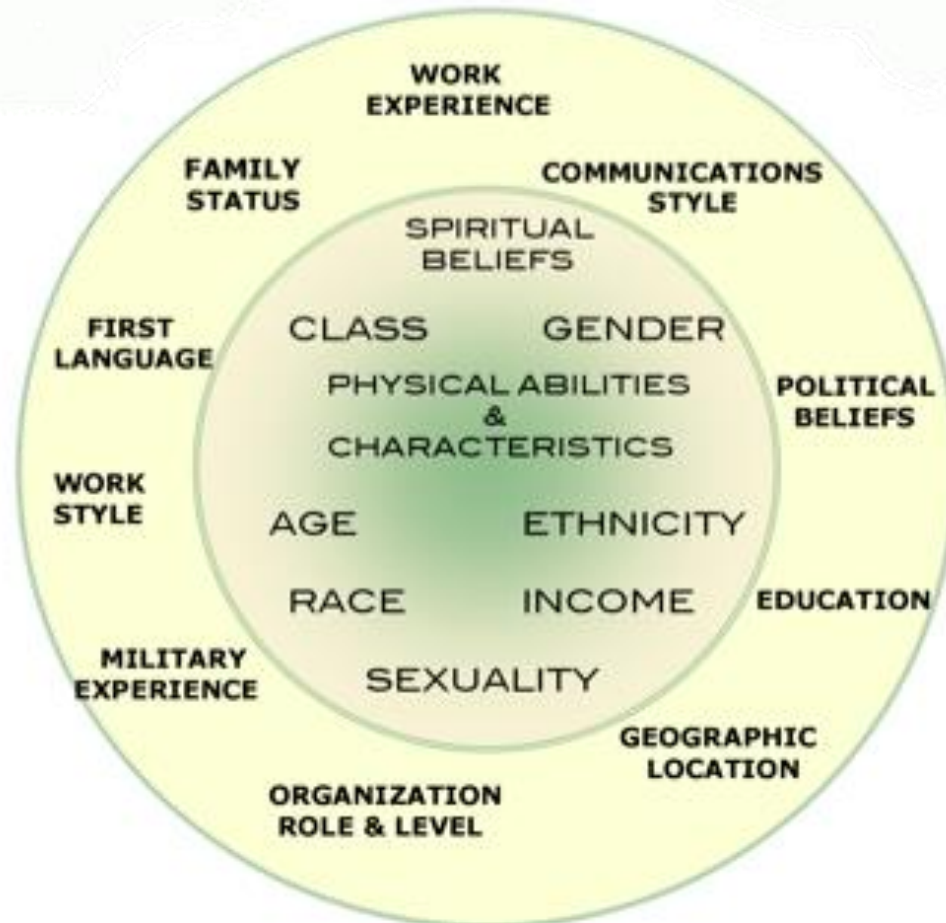 WORK
EXPERIENCE
FAMILY
STATUS
COMMUNICATIONS
STYLE
SPIRITUAL
BELIEFS
FIRST
LANGUAGE
CLASS
GENDER
PHYSICAL ABILITIES
&
CHARACTERISTICS
POLITICAL
BELIEFS
WORK
STYLE
AGE
ETHNICITY
RACE
INCOME
EDUCATION
MILITARY
EXPERIENCE
SEXUALITY
GEOGRAPHIC
LOCATION
ORGANIZATION
ROLE & LEVEL